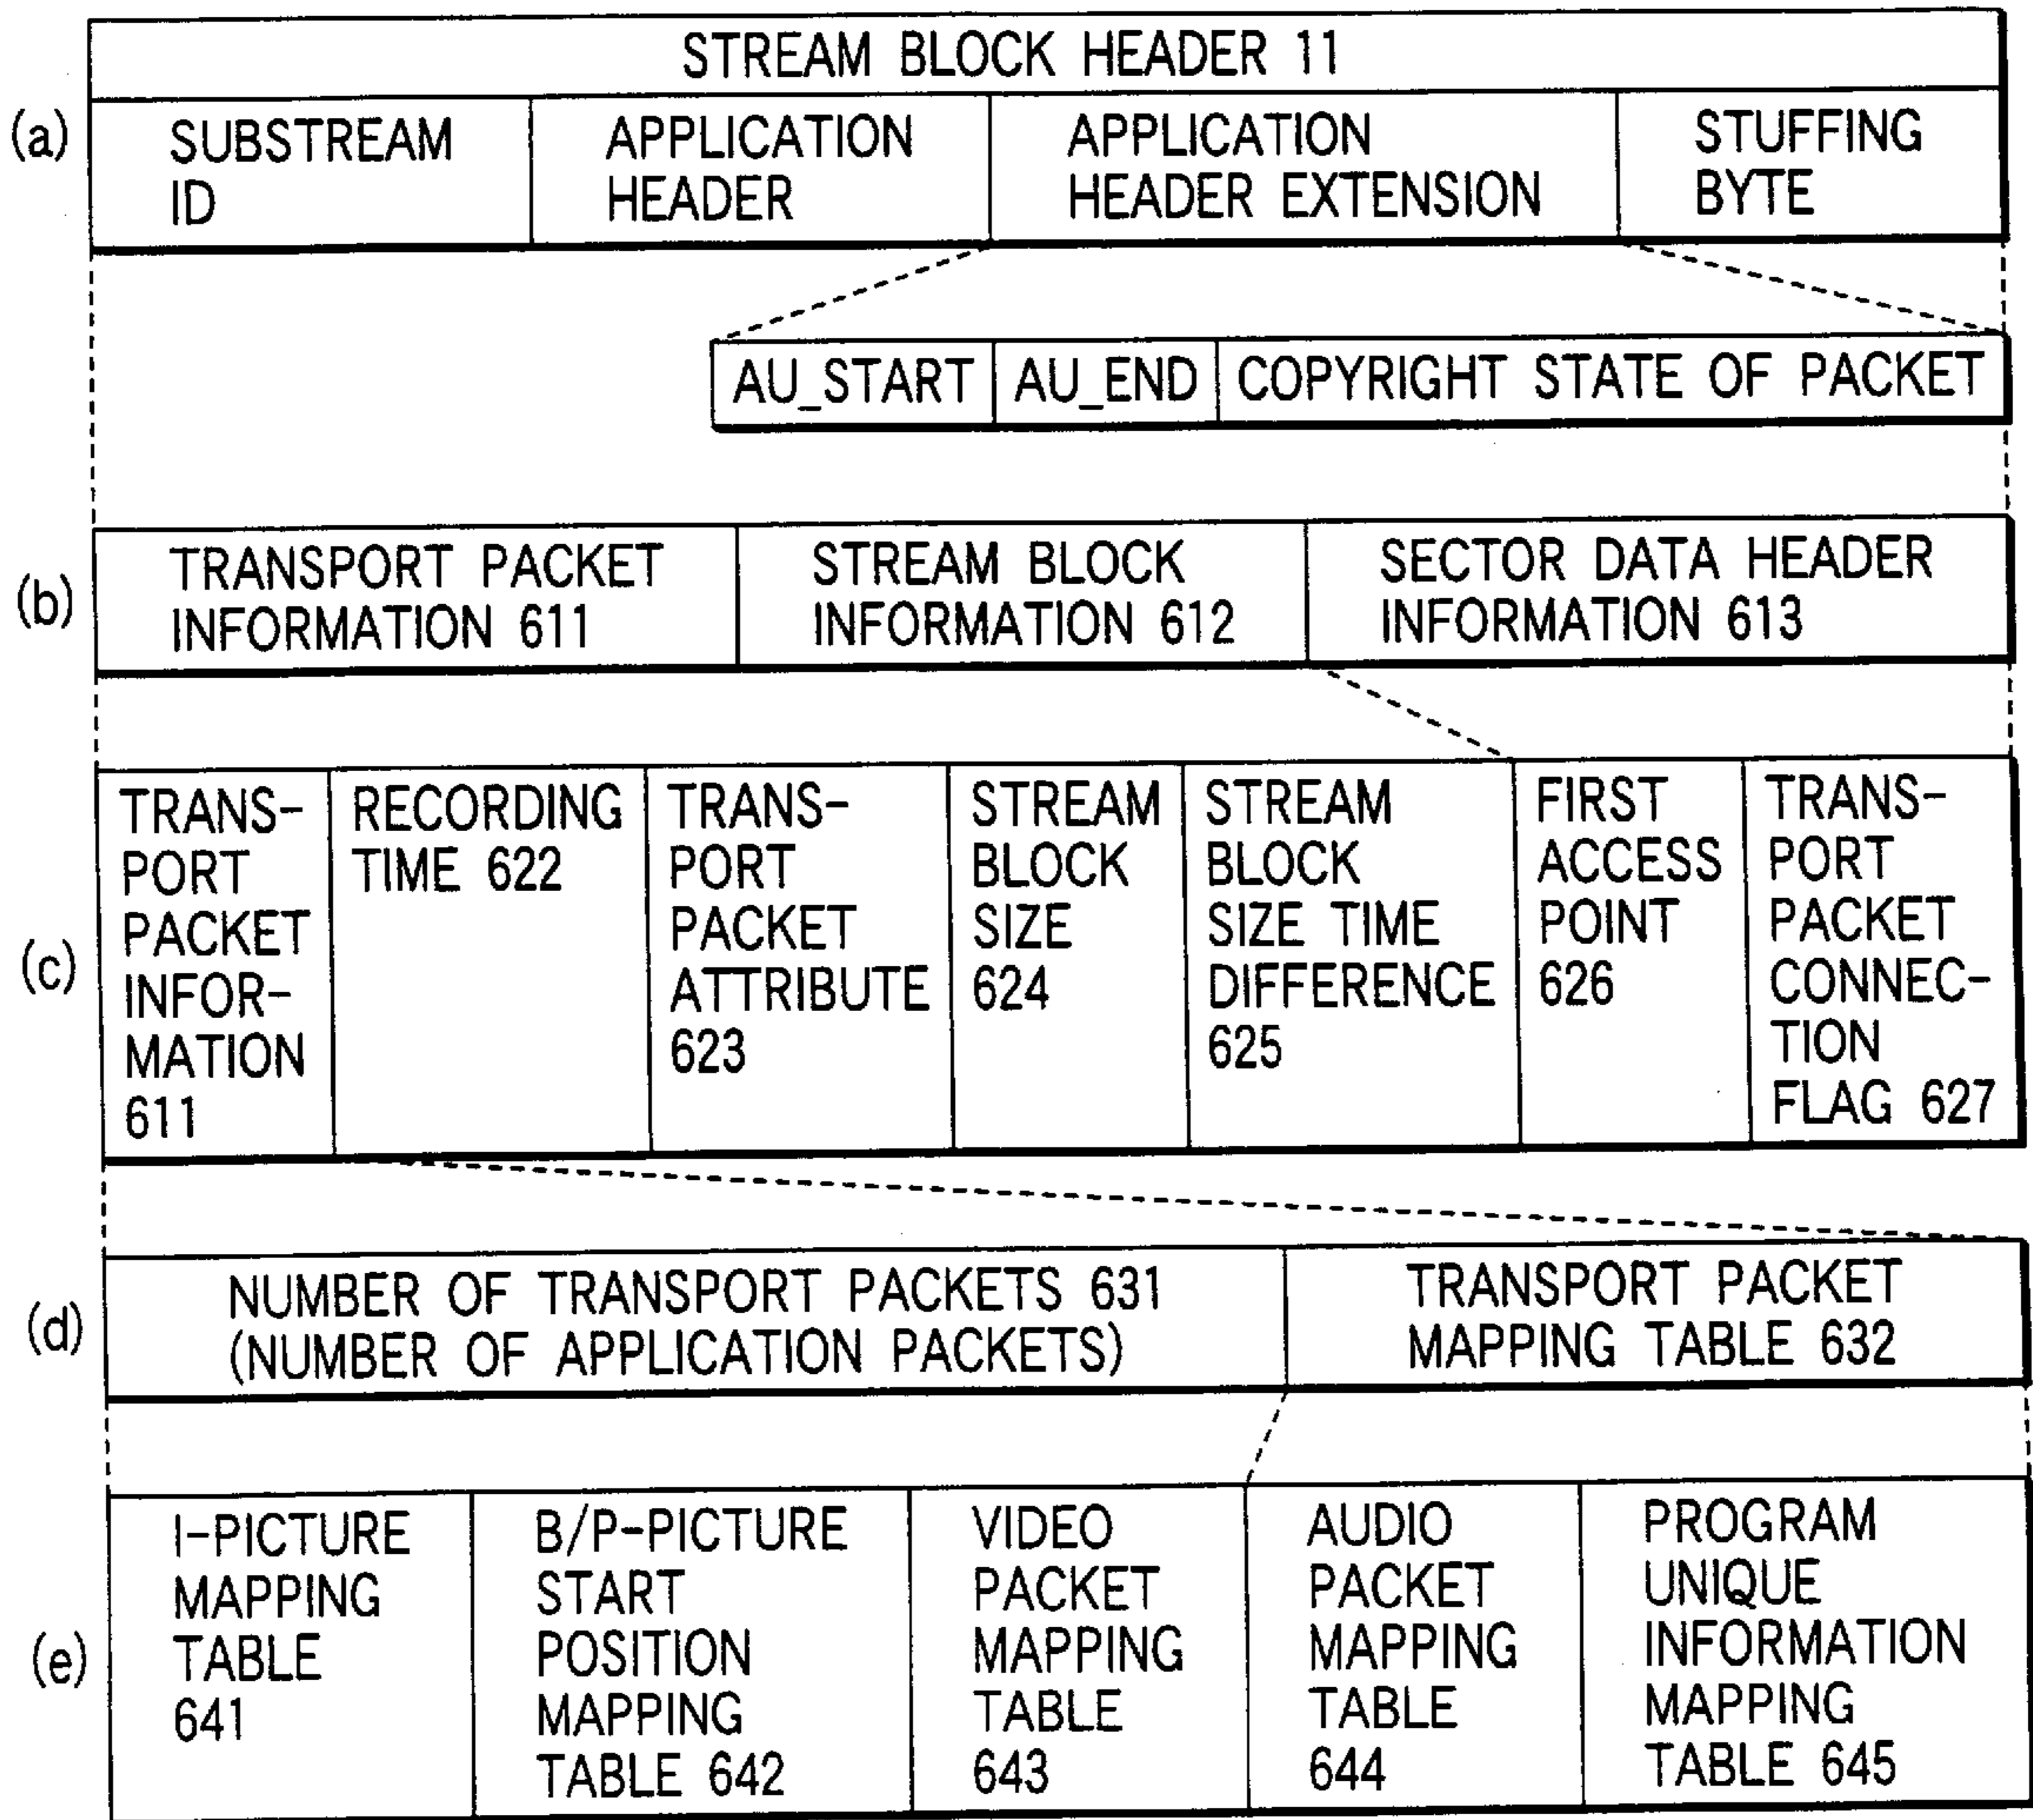 STREAM BLOCK HEADER 11
(a)
SUBSTREAM
ID
APPLICATION
HEADER
APPLICATION
HEADER EXTENSION
STUFFING
BYTE
AU_START
AU_END
COPYRIGHT STATE OF PACKET
(b)
TRANSPORT PACKET
INFORMATION 611
STREAM BLOCK
INFORMATION 612
SECTOR DATA HEADER
INFORMATION 613
(c)
TRANS-
PORT
PACKET
INFOR-
MATION
611
RECORDING
TIME 622
TRANS-
PORT
PACKET
ATTRIBUTE
623
STREAM
BLOCK
SIZE
624
STREAM
BLOCK
SIZE TIME
DIFFERENCE
625
FIRST
ACCESS
POINT
626
TRANS-
PORT
PACKET
CONNEC-
TION
FLAG 627
(d)
NUMBER OF TRANSPORT PACKETS 631
(NUMBER OF APPLICATION PACKETS)
TRANSPORT PACKET
MAPPING TABLE 632
(e)
I-PICTURE
MAPPING
TABLE
641
B/P-PICTURE
START
POSITION
MAPPING
TABLE 642
VIDEO
PACKET
MAPPING
TABLE
643
AUDIO
PACKET
MAPPING
TABLE
644
PROGRAM
UNIQUE
INFORMATION
MAPPING
TABLE 645